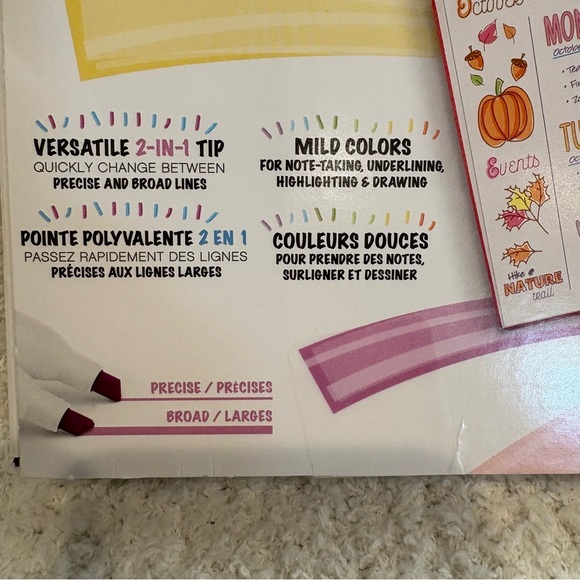 VERSATILE 2-IN-1 TIP
QUICKLY CHANGE BETWEEN
PRECISE AND BROAD LINES
POINTE POLYVALENTE 2 EN 1
PASSEZ RAPIDEMENT DES LIGNES
PRÉCISES AUX LIGNES LARGES
MILD COLORS
FOR NOTE-TAKING, UNDERLINING,
HIGHLIGHTING & DRAWING
COULEURS DOUCES
POUR PRENDRE DES NOTES,
SURLIGNER ET DESSINER
PRECISE / PRÉCISES
BROAD / LARGES
Events
Hike @
NATURE
trail